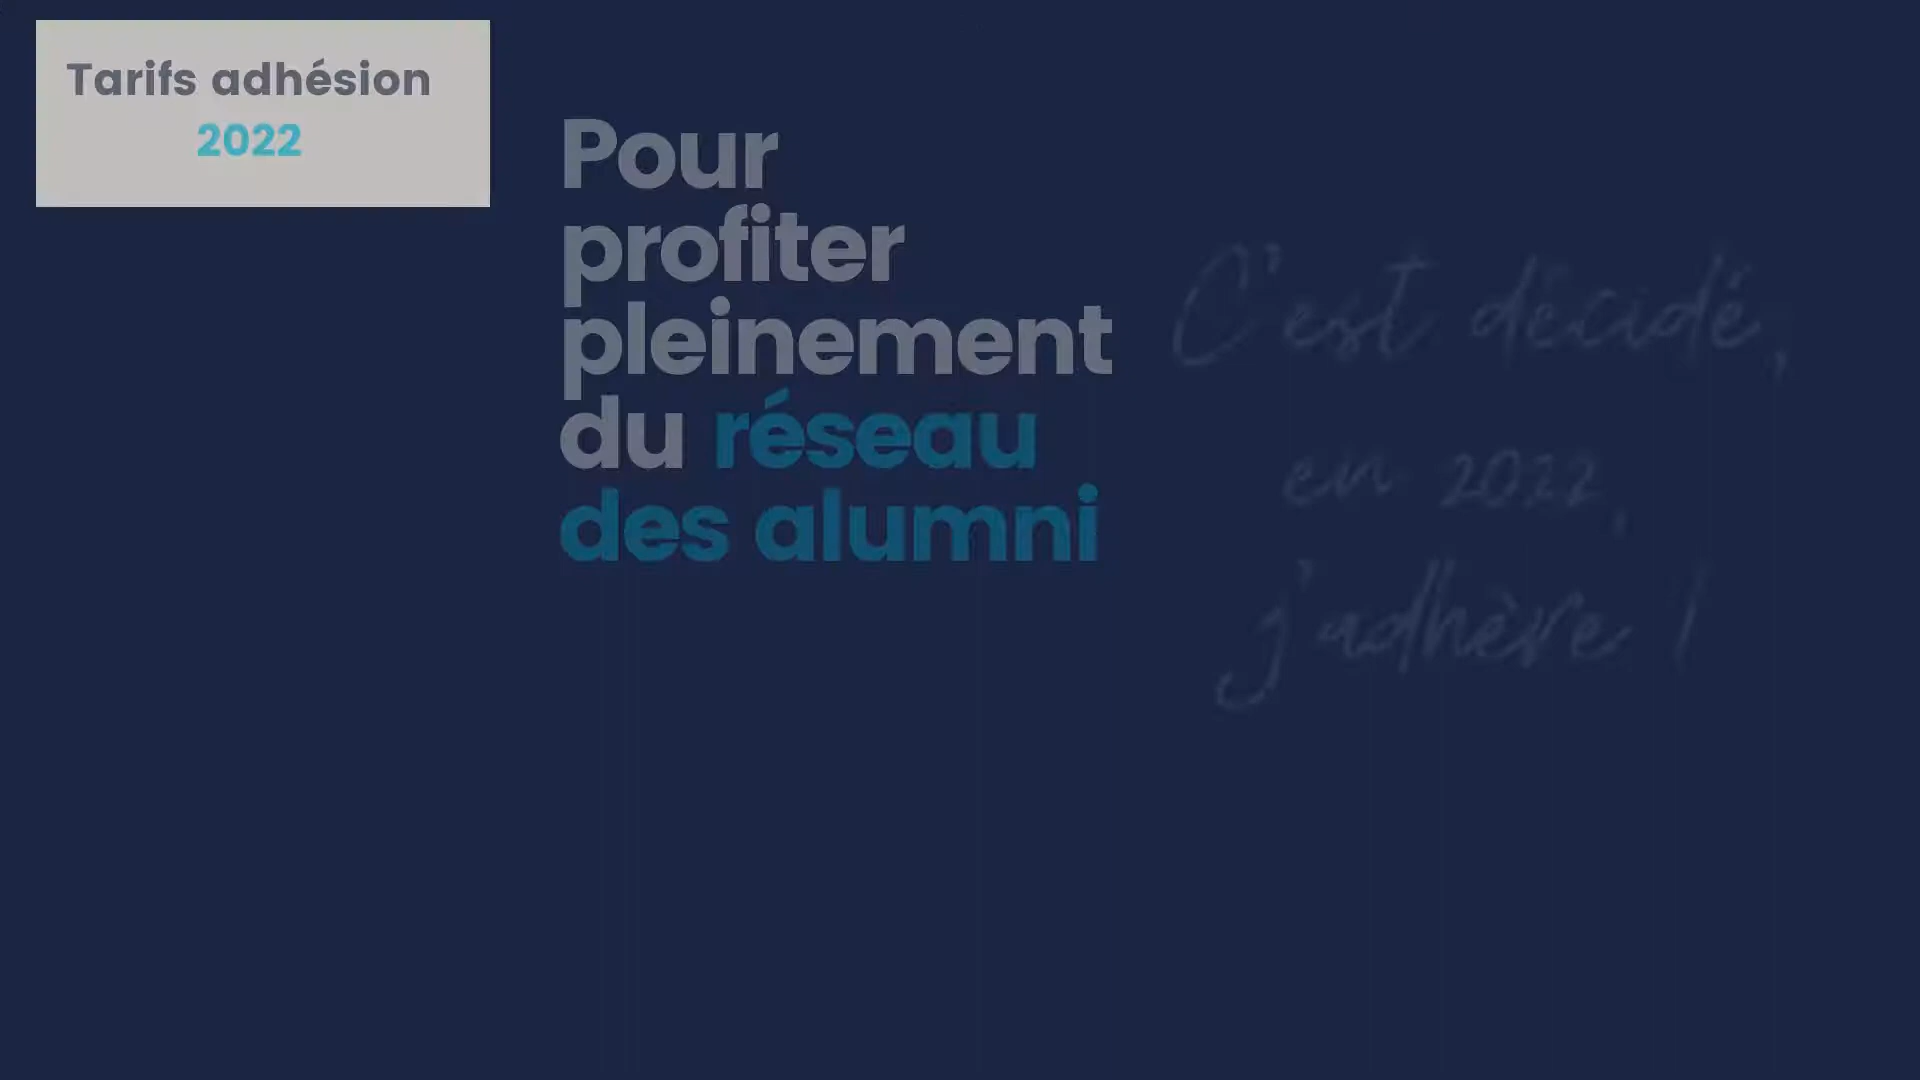 Tarifs adhésion
2022
Pour
profiter
pleinement
du réseau
des alumni
C'est décidé,
en 2022,
j'adhère !